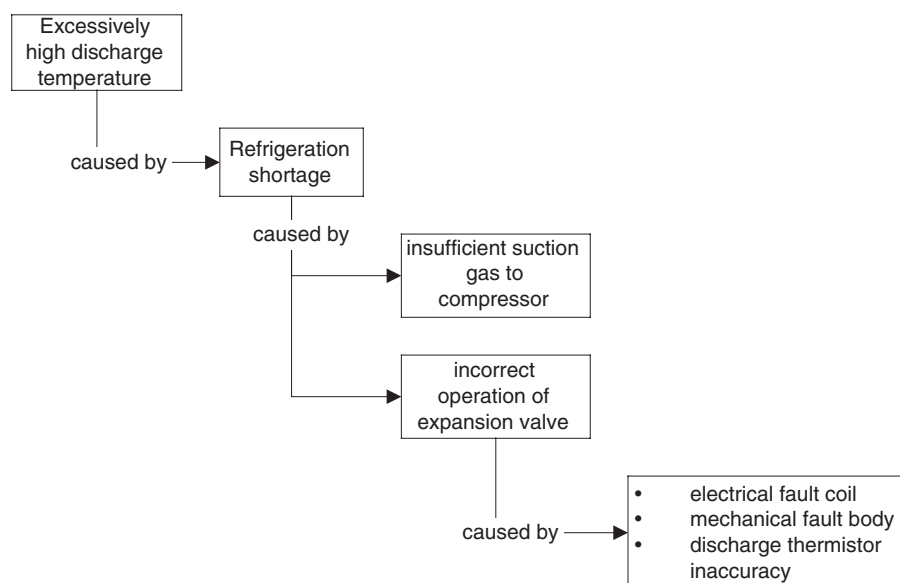 Excessively
high discharge
temperature
caused by
Refrigeration
shortage
caused by
insufficient suction
gas to
compressor
incorrect
operation of
expansion valve
caused by
• electrical fault coil
• mechanical fault body
• discharge thermistor
inaccuracy